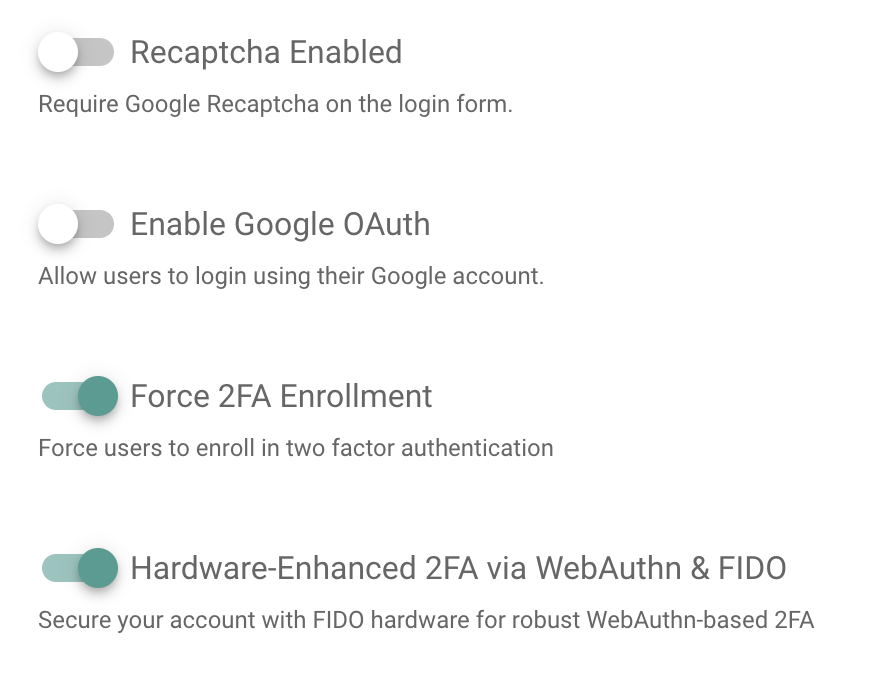 Recaptcha Enabled
Require Google Recaptcha on the login form.
Enable Google OAuth
Allow users to login using their Google account.
Force 2FA Enrollment
Force users to enroll in two factor authentication
Hardware-Enhanced 2FA via WebAuthn & FIDO
Secure your account with FIDO hardware for robust WebAuthn-based 2FA